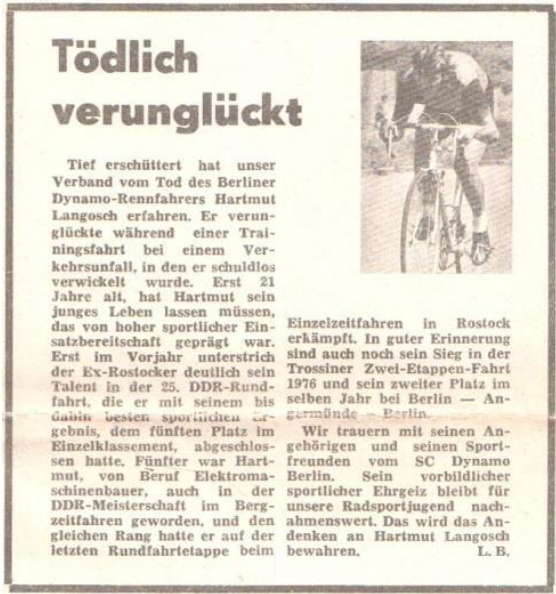 Tödlich
verunglückt
Tief erschüttert hat unser
Verband vom Tod des Berliner
Dynamo-Rennfahrers Hartmut
Langosch erfahren. Er verun-
glückte während einer Trai-
ningsfahrt bei einem Ver-
kehrsunfall, in den er schuldlos
verwickelt wurde. Erst 21
Jahre alt, hat Hartmut sein
junges Leben lassen müssen,
das von hoher sportlicher Ein-
satzbereitschaft geprägt war.
Erst im Vorjahr unterstrich
der Ex-Rostocker deutlich sein
Talent in der 25. DDR-Rund-
fahrt, die er mit seinem bis
dahin besten sportlichen Er-
gebnis, dem fünften Platz im
Einzelklassement, abgeschlos-
sen hatte. Fünfter war Hart-
mut, von Beruf Elektroma-
schinenbauer, auch in der
DDR-Meisterschaft im Berg-
zeitfahren geworden, und den
gleichen Rang hatte er auf der
letzten Rundfahrtetappe beim
Einzelzeitfahren in Rostock
erkämpft. In guter Erinnerung
sind auch noch sein Sieg in der
Trossiner Zwei-Etappen-Fahrt
1976 und sein zweiter Platz im
selben Jahr bei Berlin — An-
germünde — Berlin.
Wir trauern mit seinen An-
gehörigen und seinen Sport-
freunden vom SC Dynamo
Berlin. Sein vorbildlicher
sportlicher Ehrgeiz bleibt für
unsere Radsportjugend nach-
ahmenswert. Das wird das An-
denken an Hartmut Langosch
bewahren. L. B.